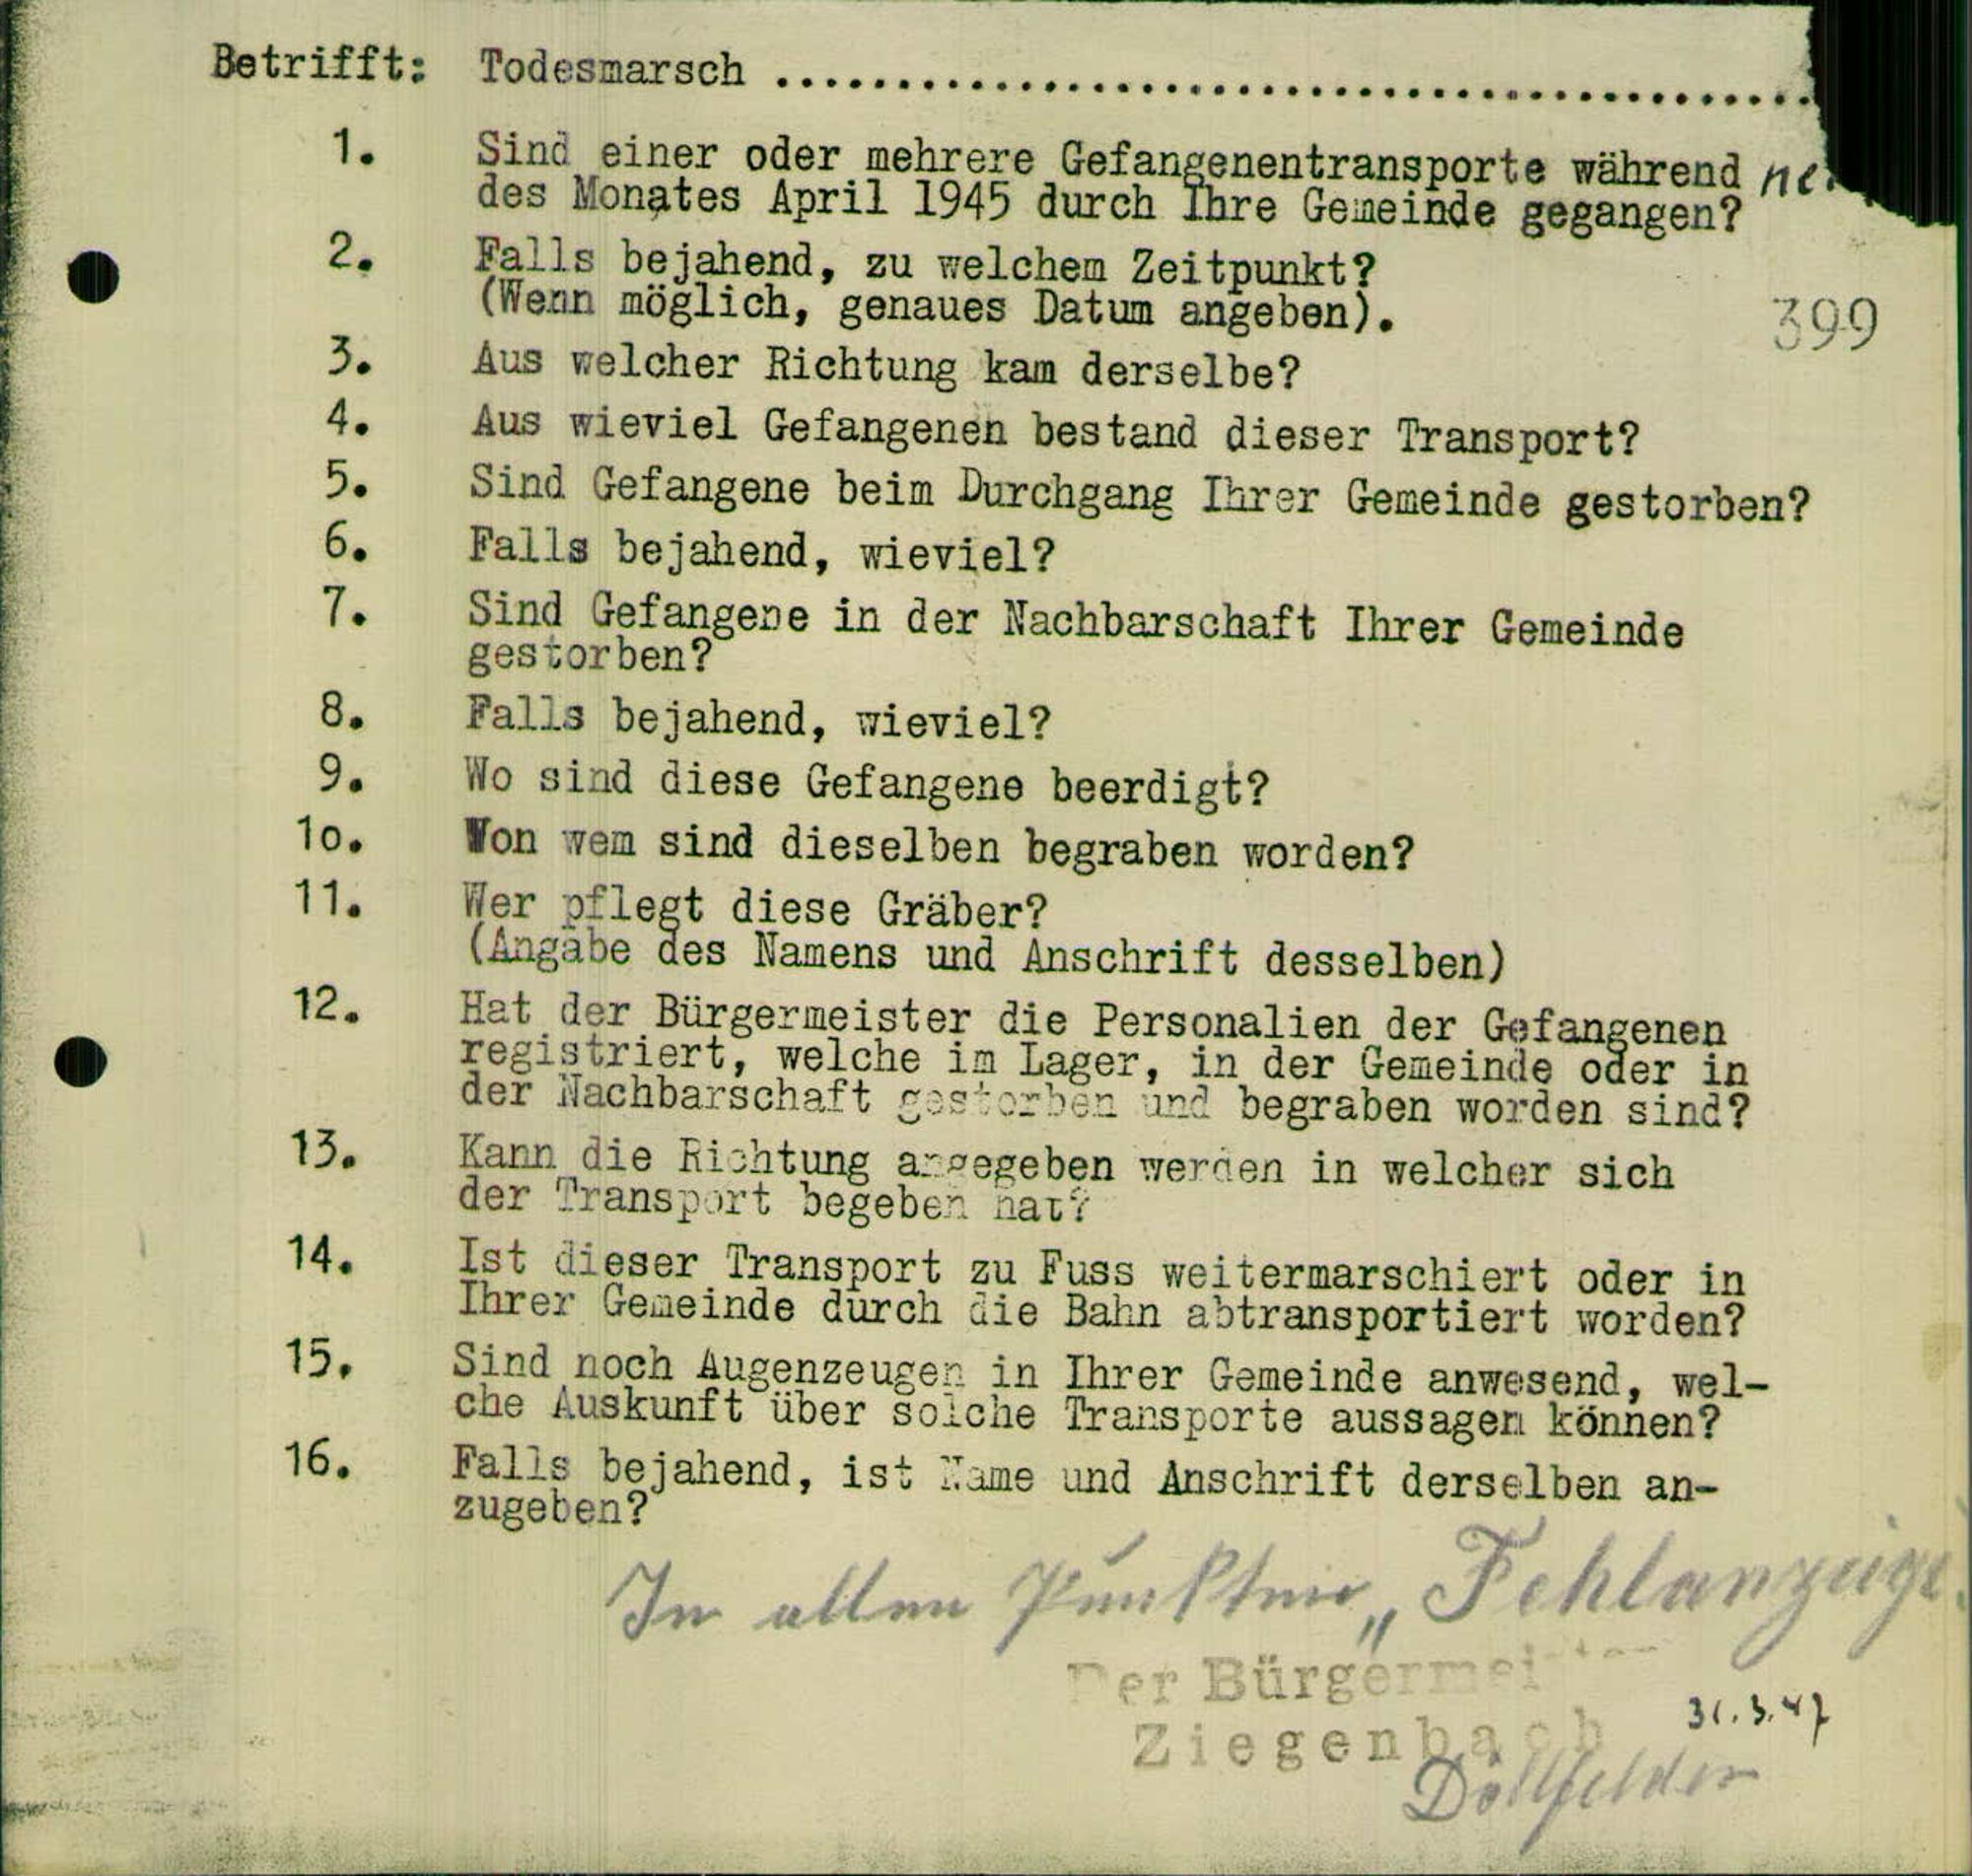 Betrifft: Todesmarsch ............................................
1. Sind einer oder mehrere Gefangenentransporte während
des Monates April 1945 durch Ihre Gemeinde gegangen?
2. Falls bejahend, zu welchem Zeitpunkt?
(Wenn möglich, genaues Datum angeben).
399
3. Aus welcher Richtung kam derselbe?
4. Aus wieviel Gefangenen bestand dieser Transport?
5. Sind Gefangene beim Durchgang Ihrer Gemeinde gestorben?
6. Falls bejahend, wieviel?
7. Sind Gefangene in der Nachbarschaft Ihrer Gemeinde
gestorben?
8. Falls bejahend, wieviel?
9. Wo sind diese Gefangene beerdigt?
1o. Von wem sind dieselben begraben worden?
11. Wer pflegt diese Gräber?
(Angabe des Namens und Anschrift desselben)
12. Hat der Bürgermeister die Personalien der Gefangenen
registriert, welche im Lager, in der Gemeinde oder in
der Nachbarschaft gestorben und begraben worden sind?
13. Kann die Richtung angegeben werden in welcher sich
der Transport begeben hat?
14. Ist dieser Transport zu Fuss weitermarschiert oder in
Ihrer Gemeinde durch die Bahn abtransportiert worden?
15. Sind noch Augenzeugen in Ihrer Gemeinde anwesend, wel-
che Auskunft über solche Transporte aussagen können?
16. Falls bejahend, ist Name und Anschrift derselben an-
zugeben?
In allen Punkten „Fehlanzeige
Der Bürgermeister
31.3.47
Ziegenbach
Döllfelder